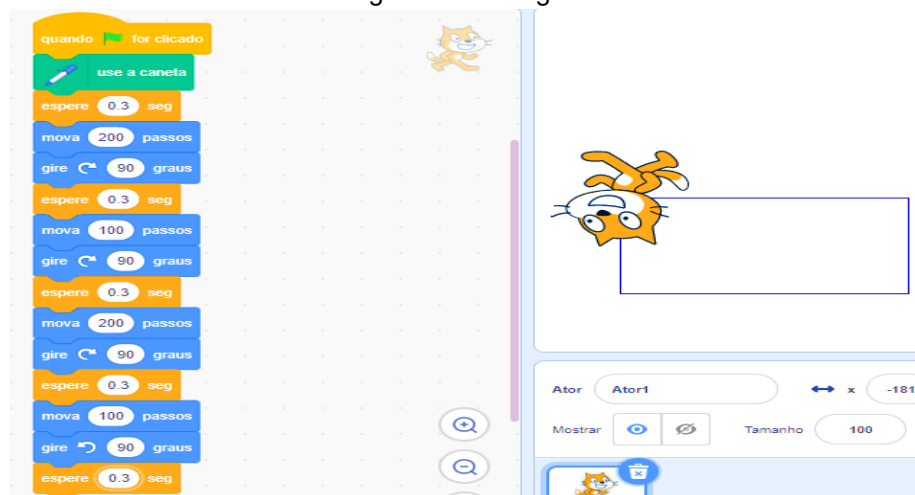 quando for clicado
use a caneta
espere 0.3 seg
mova 200 passos
gire 90 graus
espere 0.3 seg
mova 100 passos
gire 90 graus
espere 0.3 seg
mova 200 passos
gire 90 graus
espere 0.3 seg
mova 100 passos
gire 90 graus
espere 0.3 seg
Ator Ator1 x -181
Mostrar Tamanho 100